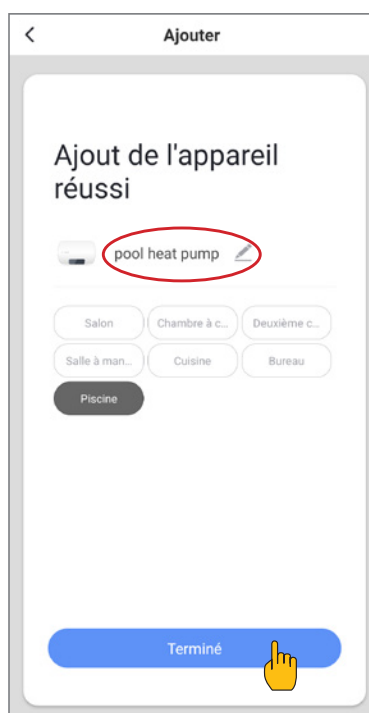 Ajouter
Ajout de l'appareil
réussi
pool heat pump
Salon Chambre à c... Deuxième c...
Salle à man... Cuisine Bureau
Piscine
Terminé